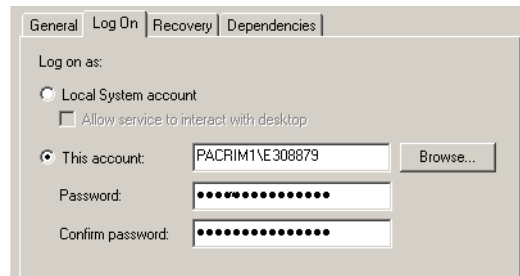 General Log On Recovery Dependencies
Log on as:
Local System account
Allow service to interact with desktop
This account: PACRIM1\E308879 Browse...
Password: •••••••••••••••
Confirm password: •••••••••••••••